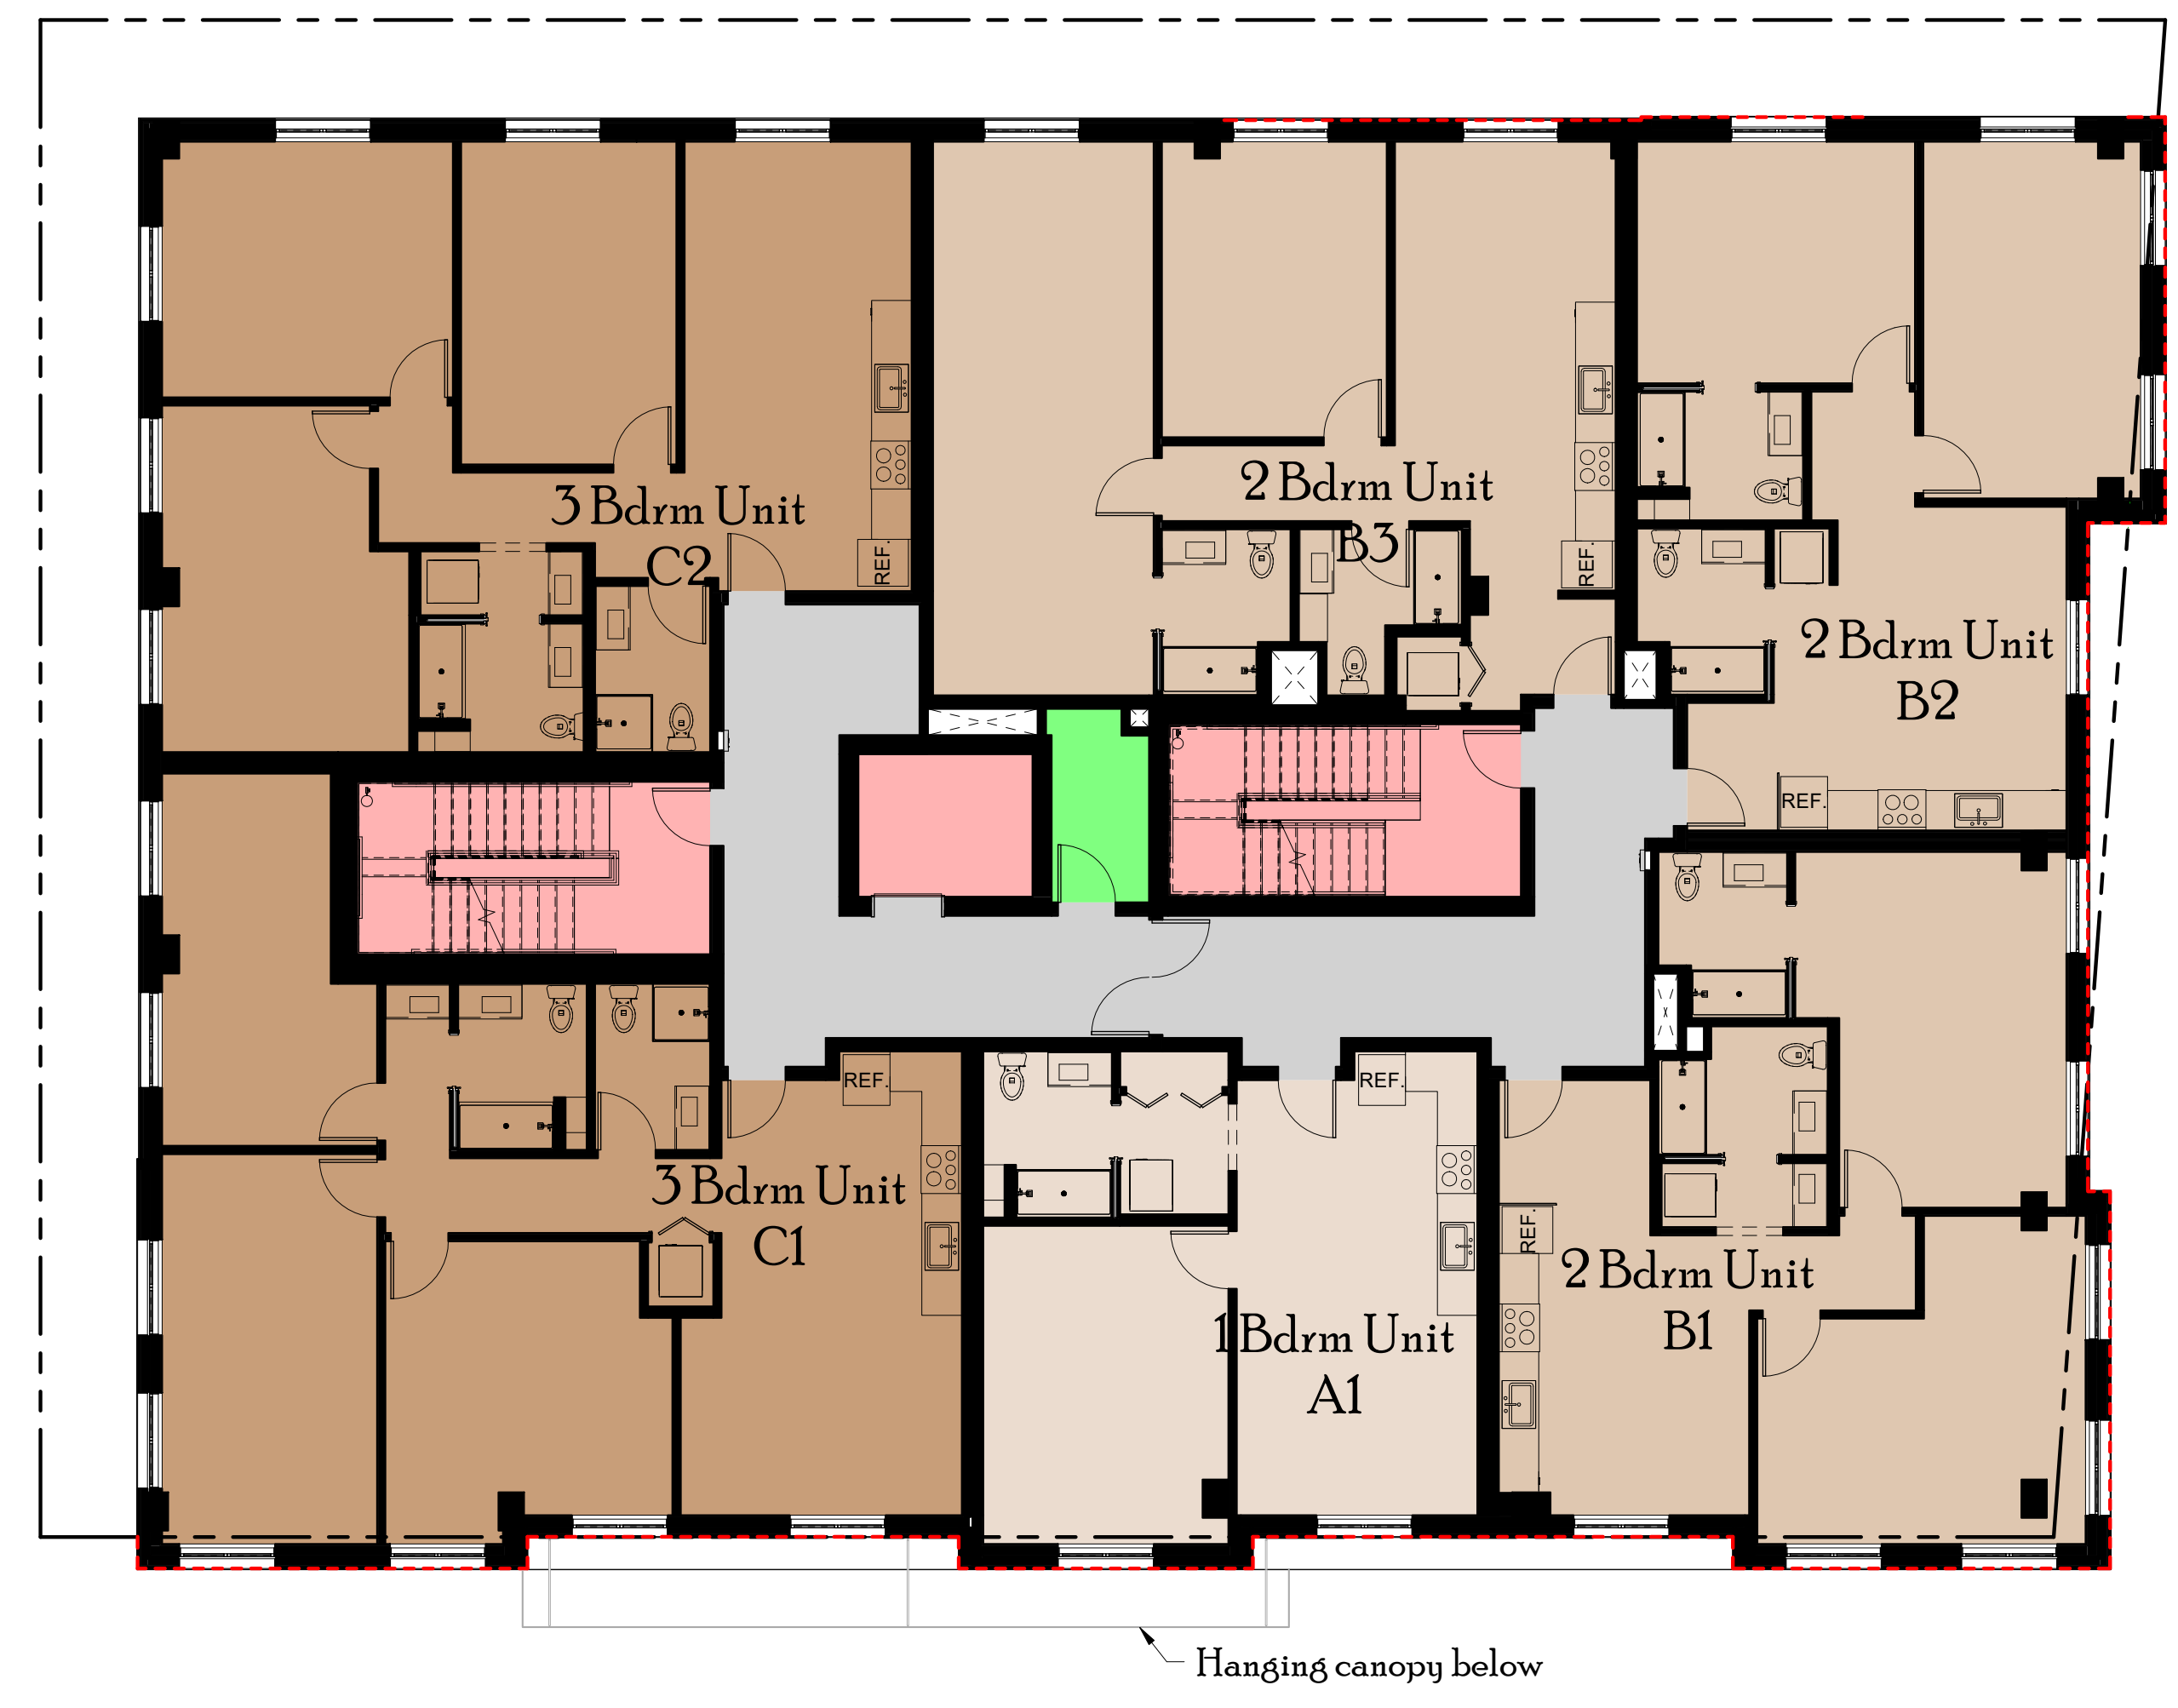 3 Bdrm Unit
C2
REF.
2 Bdrm Unit
B3
REF.
2 Bdrm Unit
B2
REF.
3 Bdrm Unit
C1
REF.
1 Bdrm Unit
A1
REF.
2 Bdrm Unit
B1
REF.
Hanging canopy below